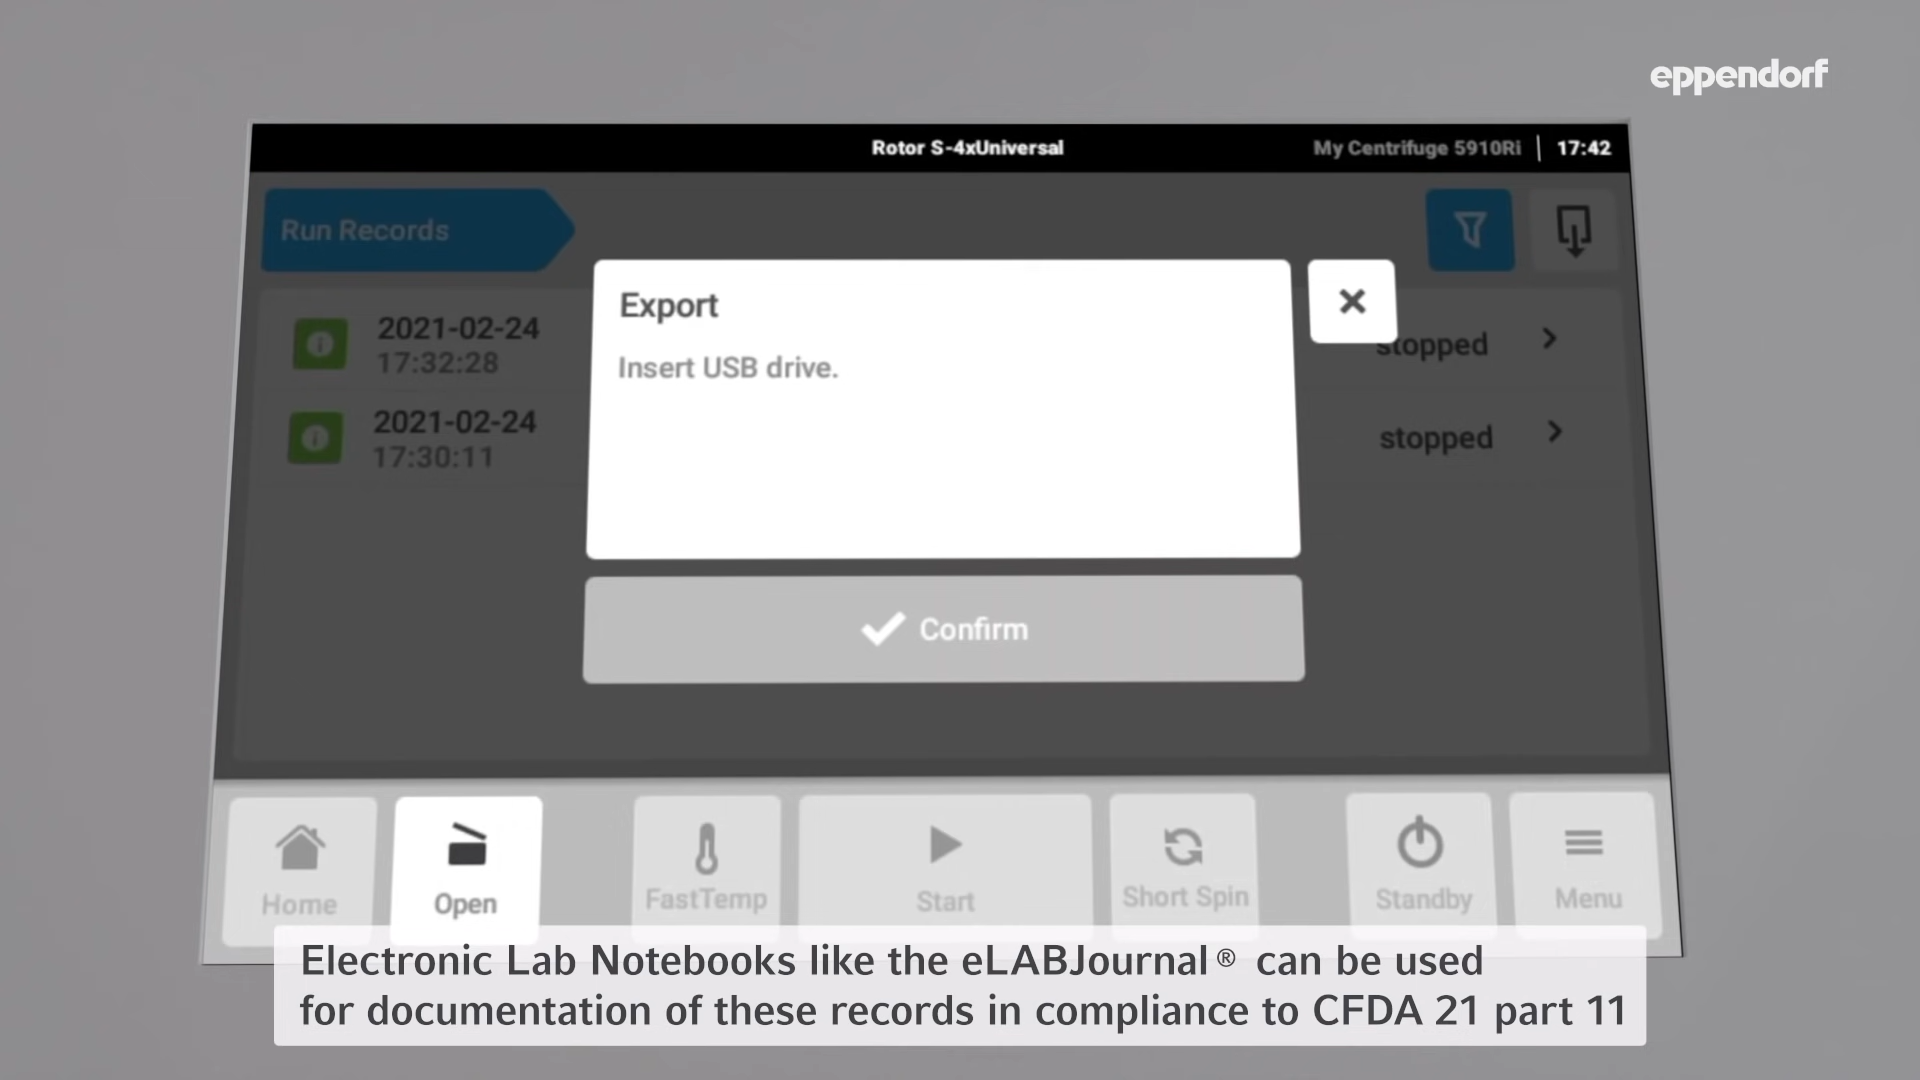 eppendorf
Rotor S-4xUniversal
My Centrifuge 5910Ri | 17:42
Run Records
Export
Insert USB drive.
2021-02-24
17:32:28
stopped
2021-02-24
17:30:11
stopped
Confirm
Home
Open
FastTemp
Start
Short Spin
Standby
Menu
Electronic Lab Notebooks like the eLABJournal® can be used
for documentation of these records in compliance to CFDA 21 part 11